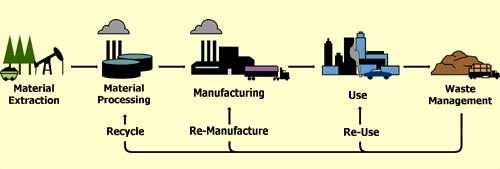 Material
Extraction
Material
Processing
Manufacturing
Use
Waste
Management
Recycle
Re-Manufacture
Re-Use